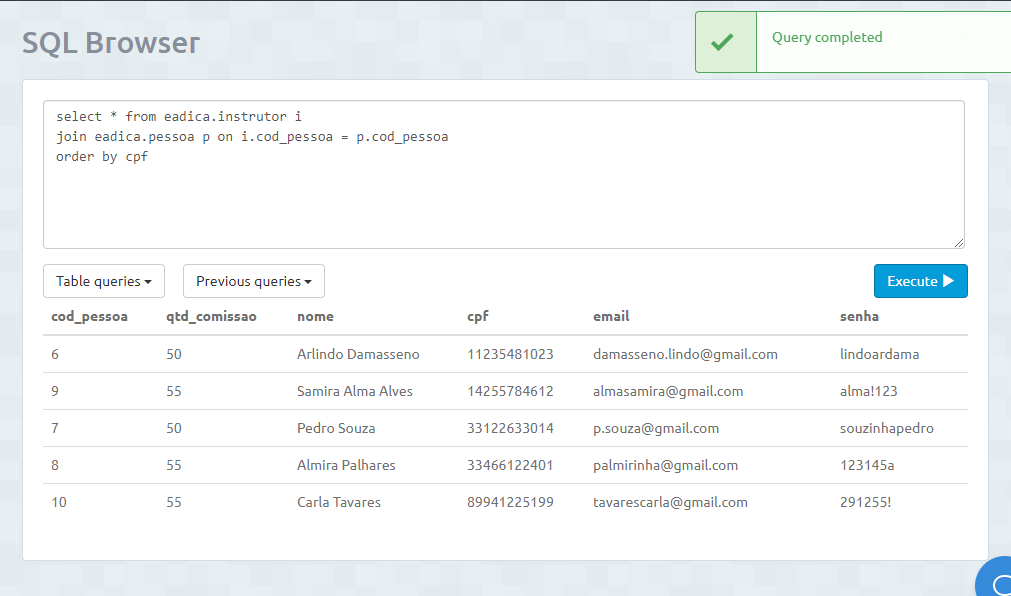 SQL Browser
Query completed
select * from eadica.instrutor i
join eadica.pessoa p on i.cod_pessoa = p.cod_pessoa
order by cpf
Table queries Previous queries Execute
cod_pessoa qtd_comissao nome cpf email senha
6 50 Arlindo Damasseno 11235481023 damasseno.lindo@gmail.com lindoardama
9 55 Samira Alma Alves 14255784612 almasamira@gmail.com alma!123
7 50 Pedro Souza 33122633014 p.souza@gmail.com souzinhapedro
8 55 Almira Palhares 33466122401 palmirinha@gmail.com 123145a
10 55 Carla Tavares 89941225199 tavarescarla@gmail.com 291255!